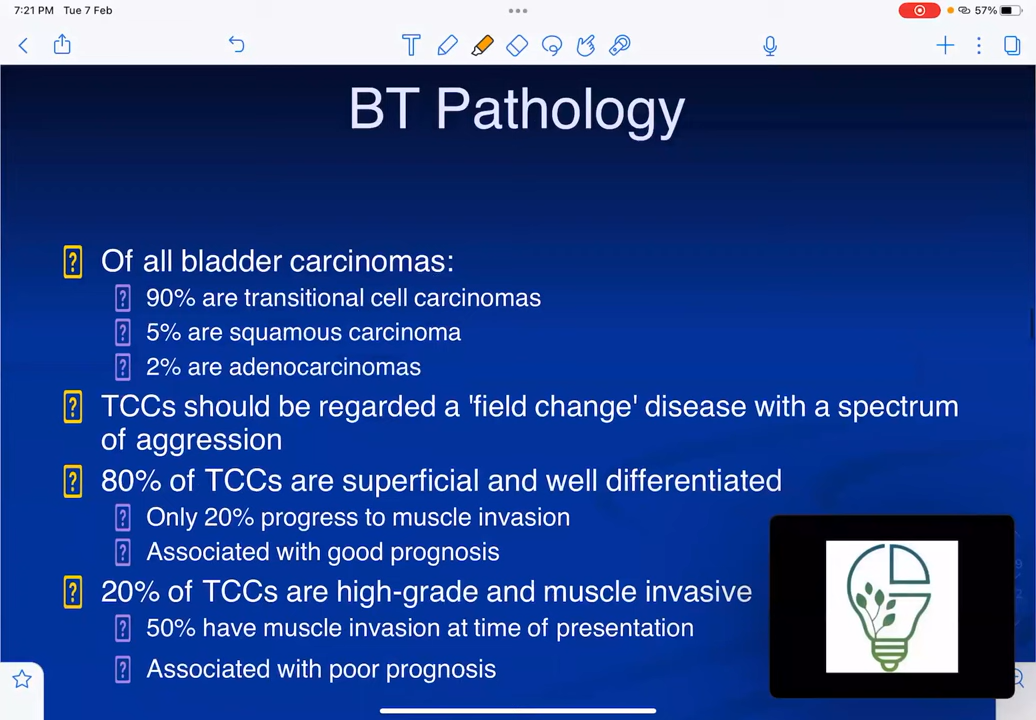 7:21 PM Tue 7 Feb
57%
BT Pathology
Of all bladder carcinomas:
90% are transitional cell carcinomas
5% are squamous carcinoma
2% are adenocarcinomas
TCCs should be regarded a 'field change' disease with a spectrum
of aggression
80% of TCCs are superficial and well differentiated
Only 20% progress to muscle invasion
Associated with good prognosis
20% of TCCs are high-grade and muscle invasive
50% have muscle invasion at time of presentation
Associated with poor prognosis